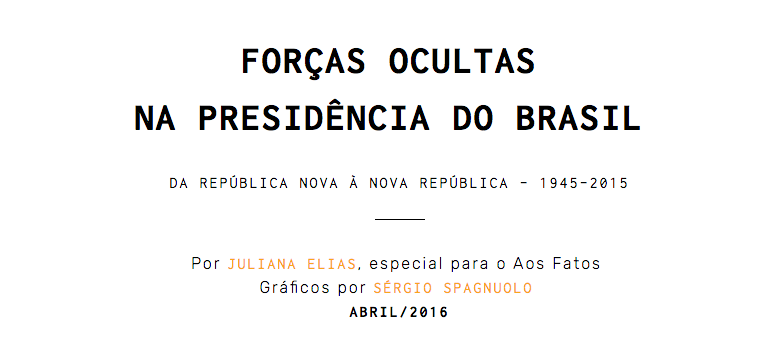 FORÇAS OCULTAS
NA PRESIDÊNCIA DO BRASIL
DA REPÚBLICA NOVA À NOVA REPÚBLICA – 1945–2015
Por JULIANA ELIAS, especial para o Aos Fatos
Gráficos por SÉRGIO SPAGNUOLO
ABRIL/2016